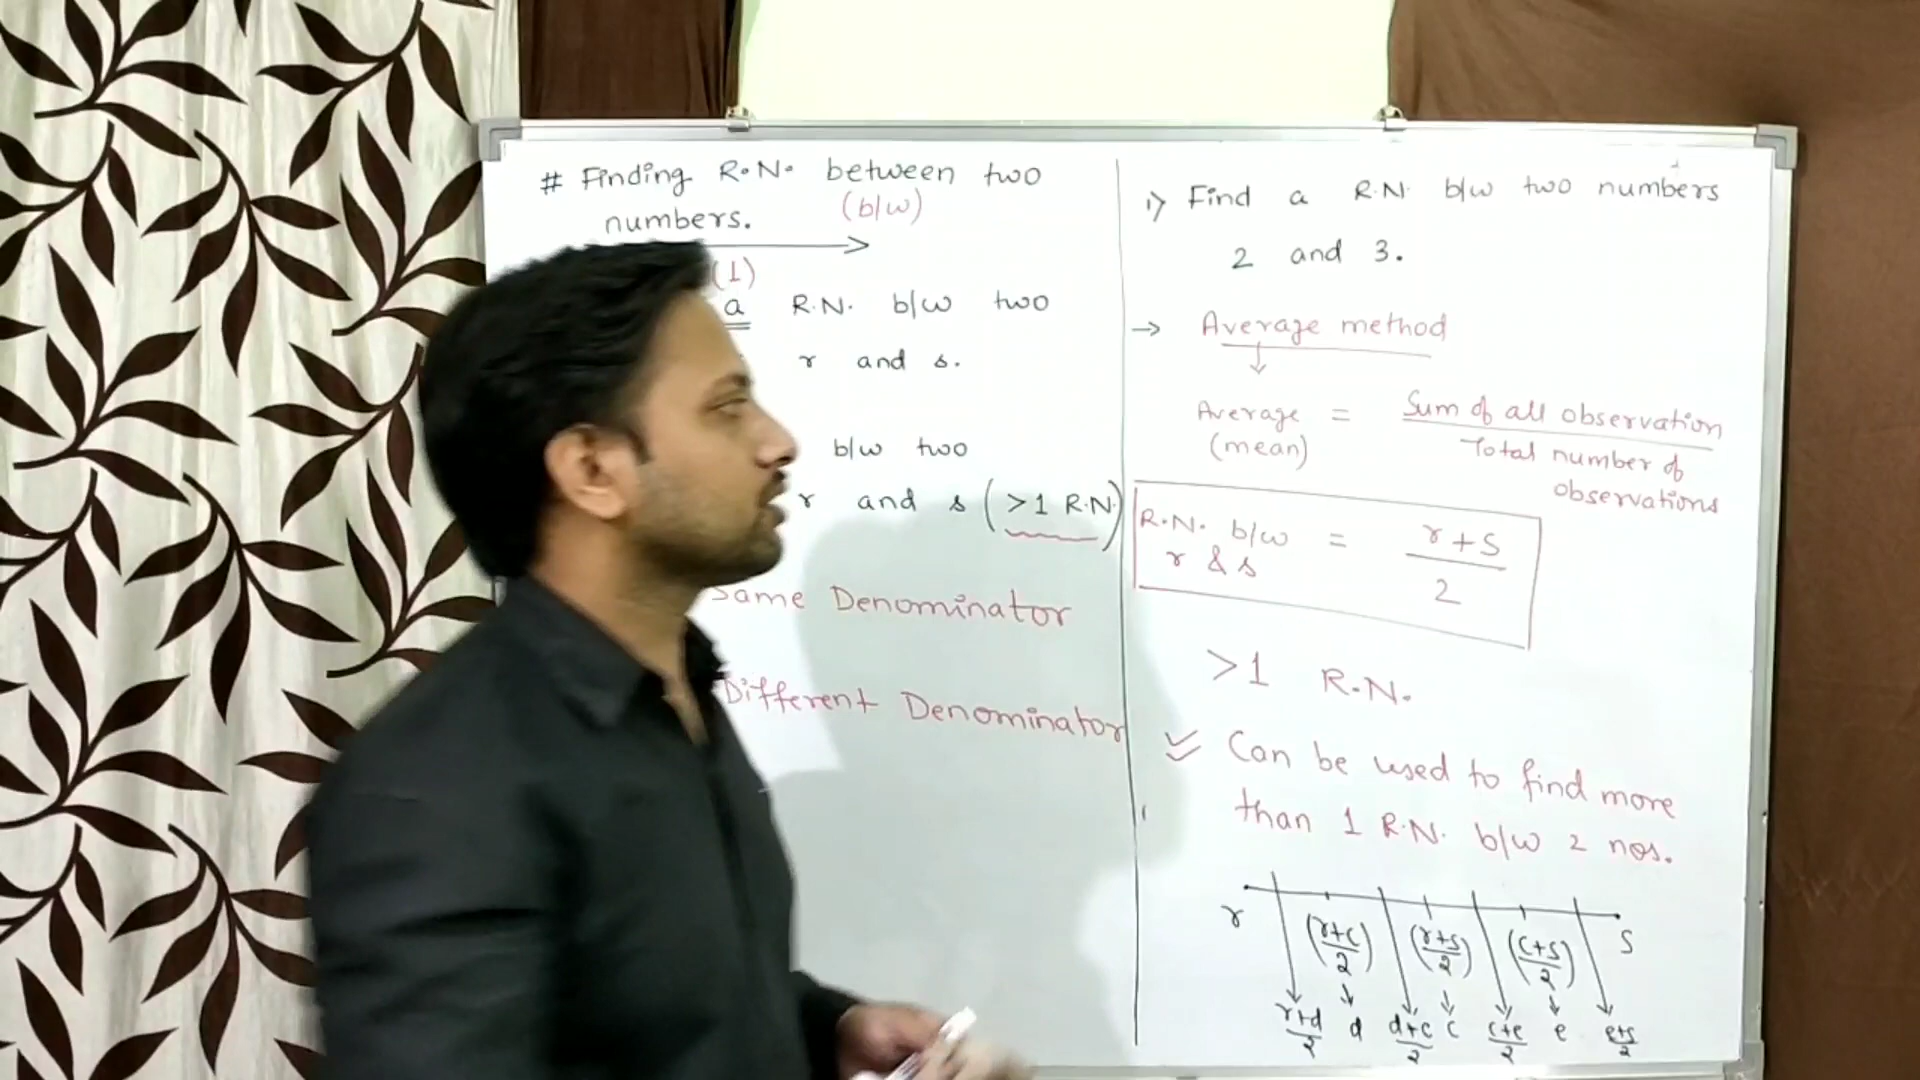 # Finding R.N. between two
numbers. (b/w)
(1)
a R.N. b/w two
r and s.
b/w two
r and s (>1 R.N.)
Same Denominator
Different Denominator
1) Find a R.N. b/w two numbers
2 and 3.
→ Average method
Average = Sum of all observation
(mean) Total number of
observations
R.N. b/w = r+s
r & s 2
>1 R.N.
Can be used to find more
than 1 R.N. b/w 2 nos.
r (r+c/2) (r+s/2) (c+s/2) s
r+d/2 d d+c/2 c c+e/2 e e+s/2